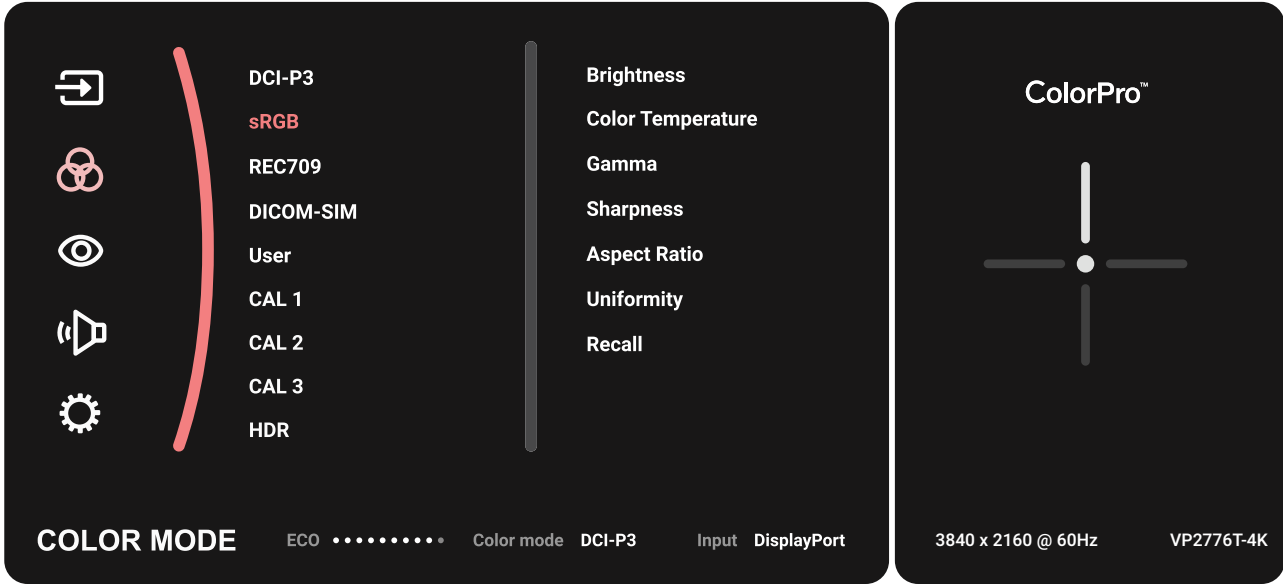 DCI-P3
sRGB
REC709
DICOM-SIM
User
CAL 1
CAL 2
CAL 3
HDR
Brightness
Color Temperature
Gamma
Sharpness
Aspect Ratio
Uniformity
Recall
COLOR MODE
ECO
Color mode DCI-P3
Input DisplayPort
ColorPro™
3840 x 2160 @ 60Hz
VP2776T-4K